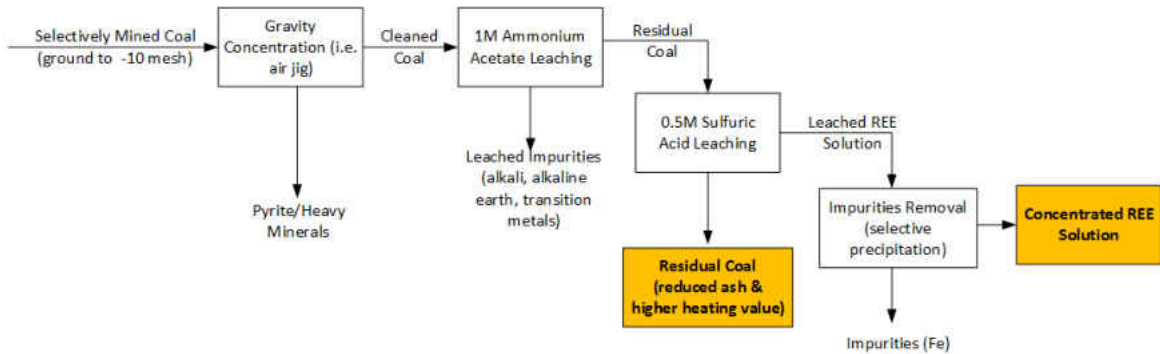 Selectively Mined Coal
(ground to -10 mesh)
Gravity
Concentration (i.e.
air jig)
Cleaned
Coal
1M Ammonium
Acetate Leaching
Residual
Coal
Pyrite/Heavy
Minerals
Leached Impurities
(alkali, alkaline
earth, transition
metals)
0.5M Sulfuric
Acid Leaching
Leached REE
Solution
Residual Coal
(reduced ash &
higher heating value)
Impurities Removal
(selective
precipitation)
Concentrated REE
Solution
Impurities (Fe)